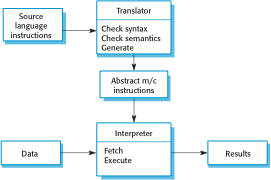 Source
language
instructions
Translator
Check syntax
Check semantics
Generate
Abstract m/c
instructions
Interpreter
Fetch
Execute
Data
Results